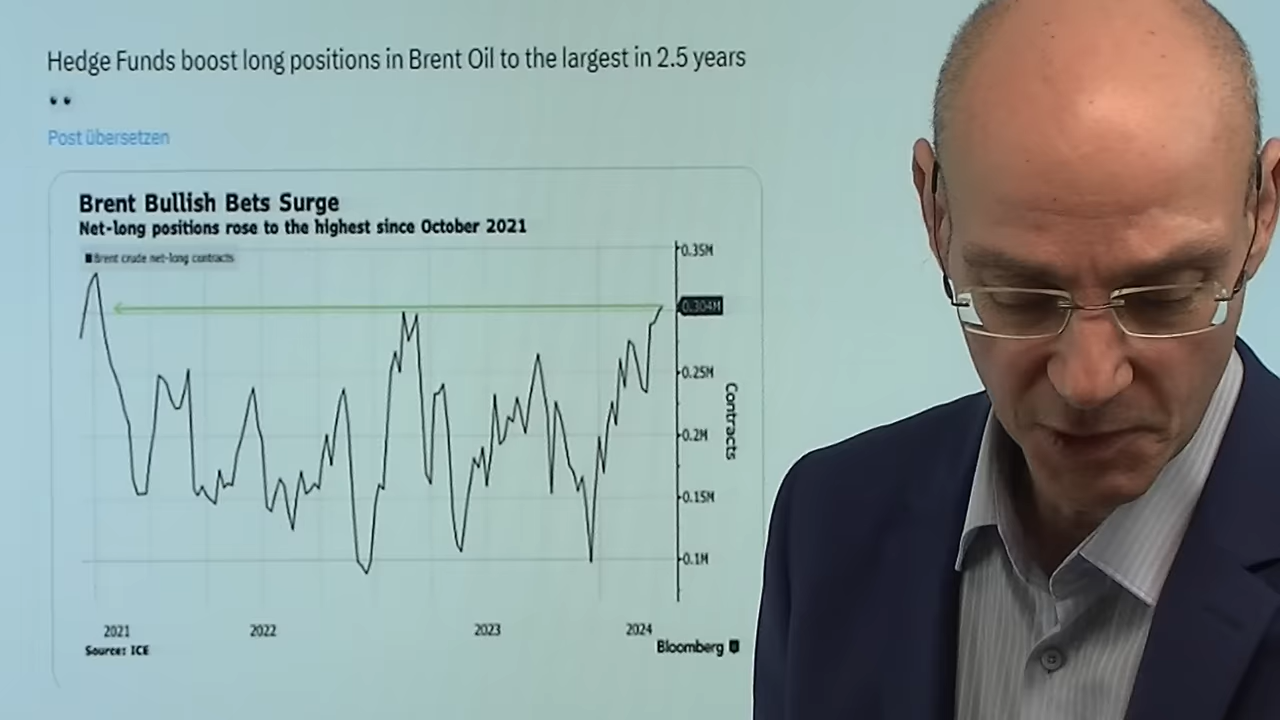 Hedge Funds boost long positions in Brent Oil to the largest in 2.5 years
Post übersetzen
Brent Bullish Bets Surge
Net-long positions rose to the highest since October 2021
Brent crude net-long contracts
0.35M
0.304M
0.25M
0.2M
0.15M
0.1M
Contracts
2021 2022 2023 2024
Source: ICE
Bloomberg